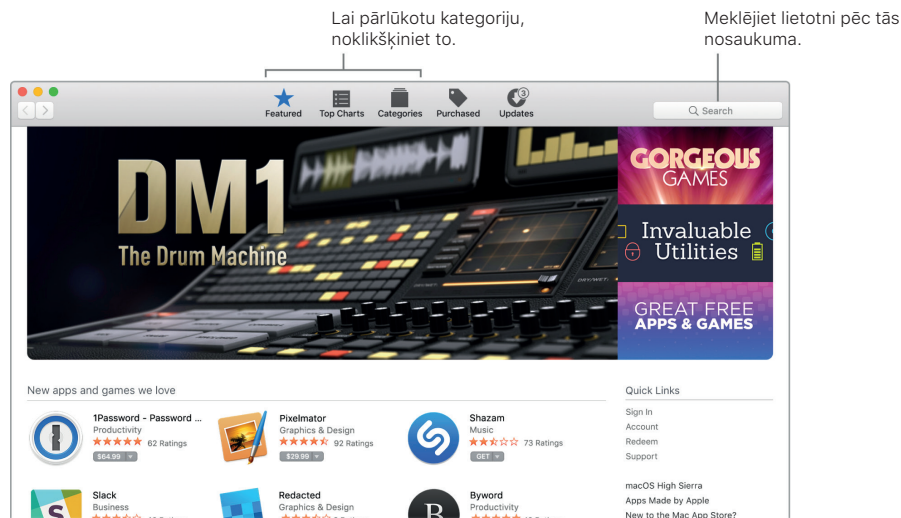 Lai pārlūkotu kategoriju,
noklikšķiniet to.
Meklējiet lietotni pēc tās
nosaukuma.
3
Featured Top Charts Categories Purchased Updates
Search
DM1
The Drum Machine
GORGEOUS
GAMES
Invaluable
Utilities
GREAT FREE
APPS & GAMES
New apps and games we love
1Password - Password ...
Productivity
62 Ratings
$64.99
Pixelmator
Graphics & Design
92 Ratings
$29.99
Shazam
Music
73 Ratings
GET
Slack
Business
Redacted
Graphics & Design
Byword
Productivity
Quick Links
Sign In
Account
Redeem
Support
macOS High Sierra
Apps Made by Apple
New to the Mac App Store?